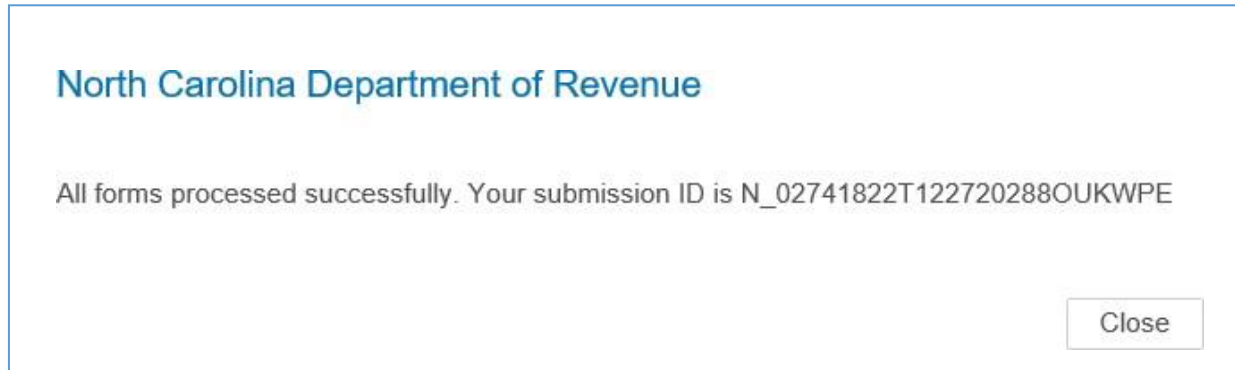 North Carolina Department of Revenue
All forms processed successfully. Your submission ID is N_02741822T122720288OUKWPE
Close